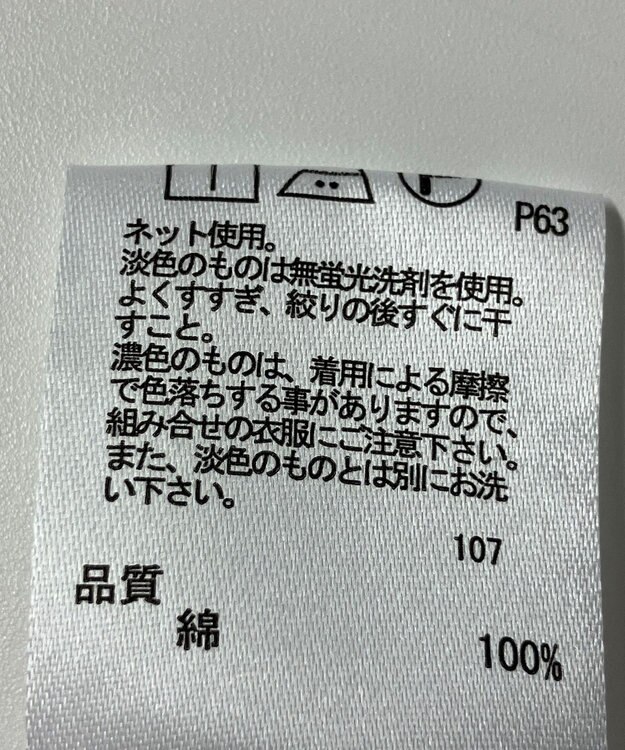 P63
ネット使用。
淡色のものは無蛍光洗剤を使用。
よくすすぎ、絞りの後すぐに干
すこと。
濃色のものは、着用による摩擦
で色落ちする事がありますので、
組み合せの衣服にご注意下さい。
また、淡色のものとは別にお洗
い下さい。
107
品質
綿 100%